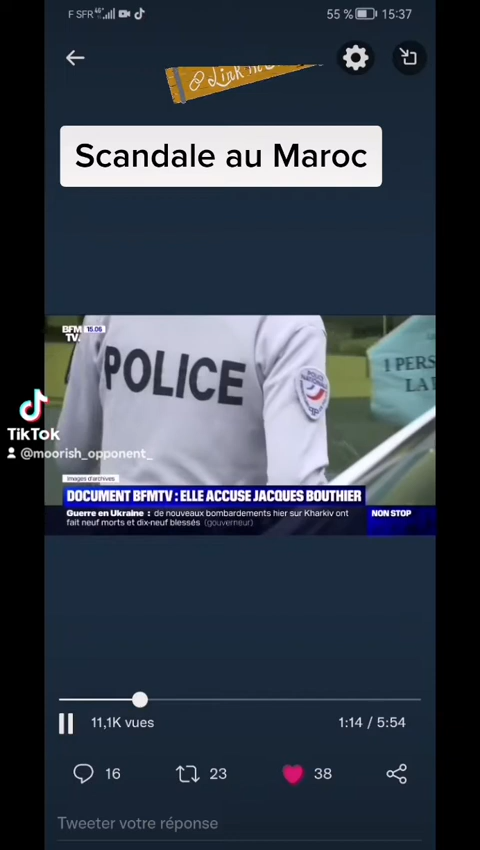 F SFR 15:37
55 %
Link
Scandale au Maroc
BFM 15.06
TV.
POLICE
1 PERS
LA
TikTok
@moorish_opponent_
Images d'archives
DOCUMENT BFMTV : ELLE ACCUSE JACQUES BOUTHIER
Guerre en Ukraine : de nouveaux bombardements hier sur Kharkiv ont
fait neuf morts et dix-neuf blessés (gouverneur)
NON STOP
11,1K vues
1:14 / 5:54
16
23
38
Tweeter votre réponse